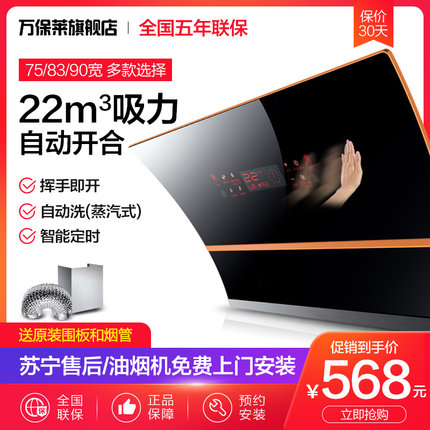 万保莱旗舰店 全国五年联保
保价
30天
75/83/90宽 多款选择
22m³吸力
自动开合
挥手即开
自动洗(蒸汽式)
智能定时
22
送原装围板和烟管
苏宁售后/油烟机免费上门安装
促销到手价
¥568元
立即抢购
全国联保
正品保障
预约安装